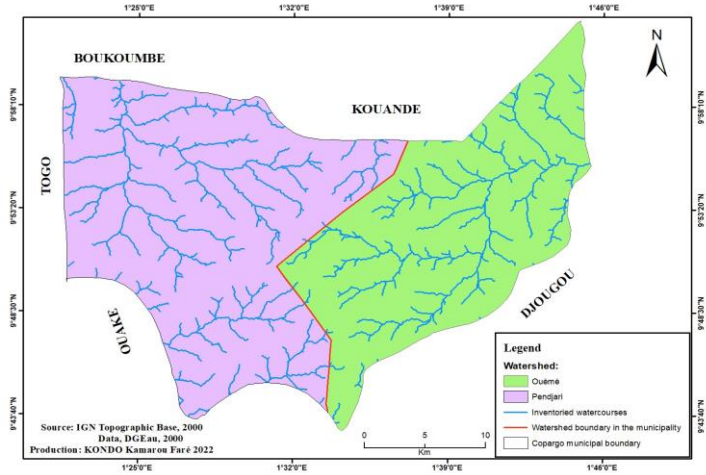 1°25'0"E 1°32'0"E 1°39'0"E 1°46'0"E
N
BOUKOUMBE
KOUANDE
TOGO
OUAKE
DJOUGOU
9°58'0"N
9°53'20"N
9°48'30"N
9°43'40"N
9°58'10"N
9°53'20"N
9°48'30"N
9°43'40"N
Legend
Watershed:
Ouémé
Pendjari
Inventoried watercourses
Watershed boundary in the municipality
Copargo municipal boundary
Source: IGN Topographic Base, 2000
Data, DGEau, 2000
Production: KONDO Kamarou Faré 2022
0 5 10
Km
1°25'0"E 1°32'0"E 1°39'0"E 1°46'0"E